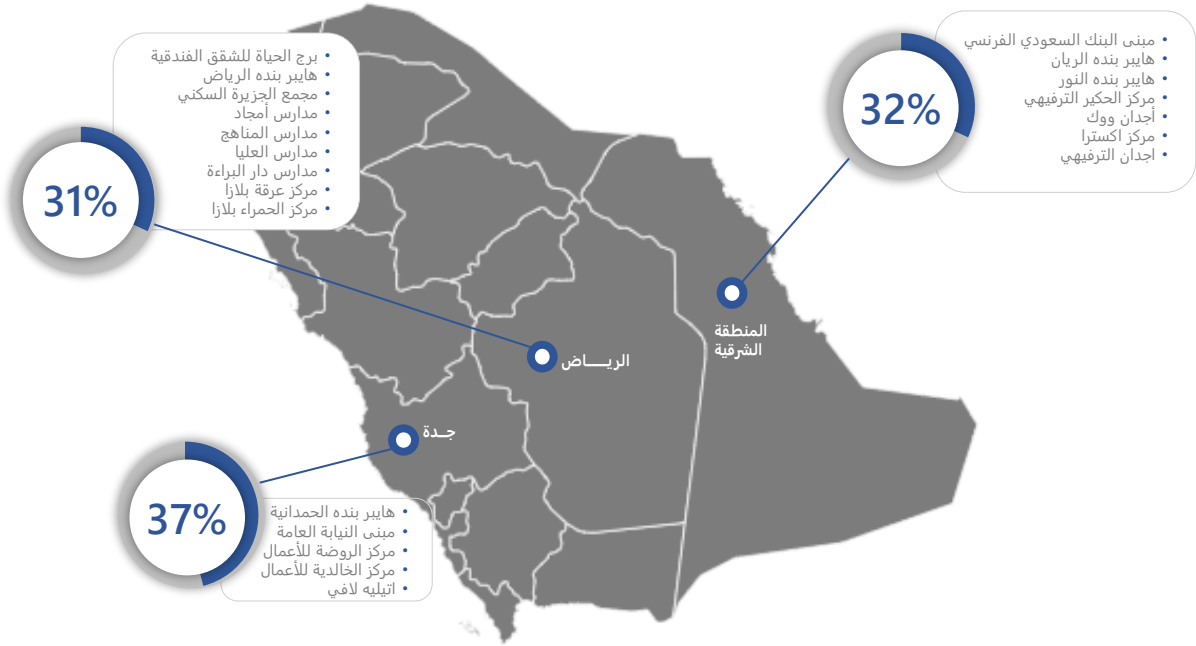 مبنى البنك السعودي الفرنسي
هايبر بنده الريان
هايبر بنده النور
مركز الحكير الترفيهي
أجدان ووك
مركز اكسترا
اجدان الترفيهي
32%
برج الحياة للشقق الفندقية
هايبر بنده الرياض
مجمع الجزيرة السكني
مدارس أمجاد
مدارس المناهج
مدارس العليا
مدارس دار البراءة
مركز عرقة بلازا
مركز الحمراء بلازا
31%
المنطقة
الشرقية
الريـــــاض
جـــدة
37%
هايبر بنده الحمدانية
مبنى النيابة العامة
مركز الروضة للأعمال
مركز الخالدية للأعمال
اتيليه لافي